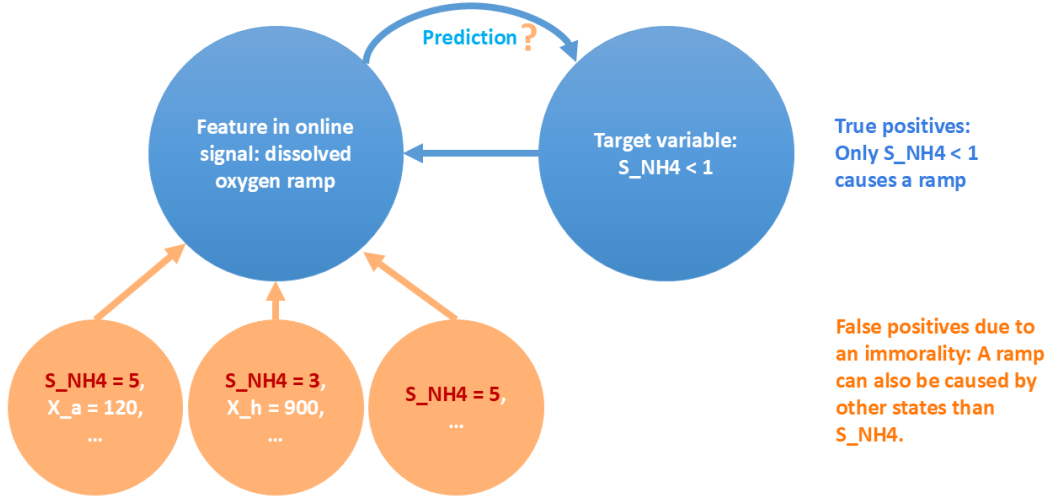 Prediction ?
Feature in online
signal: dissolved
oxygen ramp
Target variable:
S_NH4 < 1
True positives:
Only S_NH4 < 1
causes a ramp
S_NH4 = 5,
X_a = 120,
...
S_NH4 = 3,
X_h = 900,
...
S_NH4 = 5,
...
False positives due to
an immorality: A ramp
can also be caused by
other states than
S_NH4.